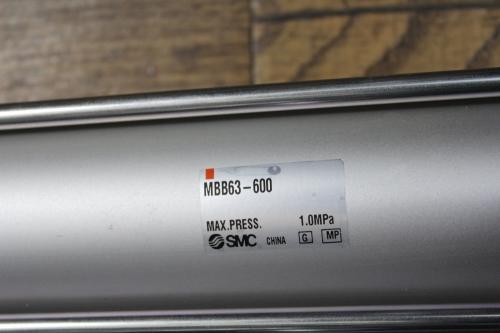 MBB63-600
MAX.PRESS. 1.0MPa
SMC CHINA G MP